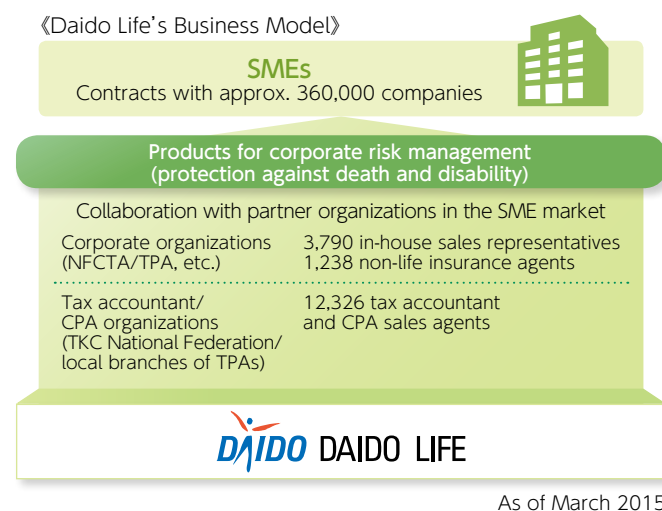 《Daido Life's Business Model》
SMEs
Contracts with approx. 360,000 companies
Products for corporate risk management
(protection against death and disability)
Collaboration with partner organizations in the SME market
Corporate organizations
(NFCTA/TPA, etc.)
3,790 in-house sales representatives
1,238 non-life insurance agents
Tax accountant/
CPA organizations
(TKC National Federation/
local branches of TPAs)
12,326 tax accountant
and CPA sales agents
DAIDO DAIDO LIFE
As of March 2015